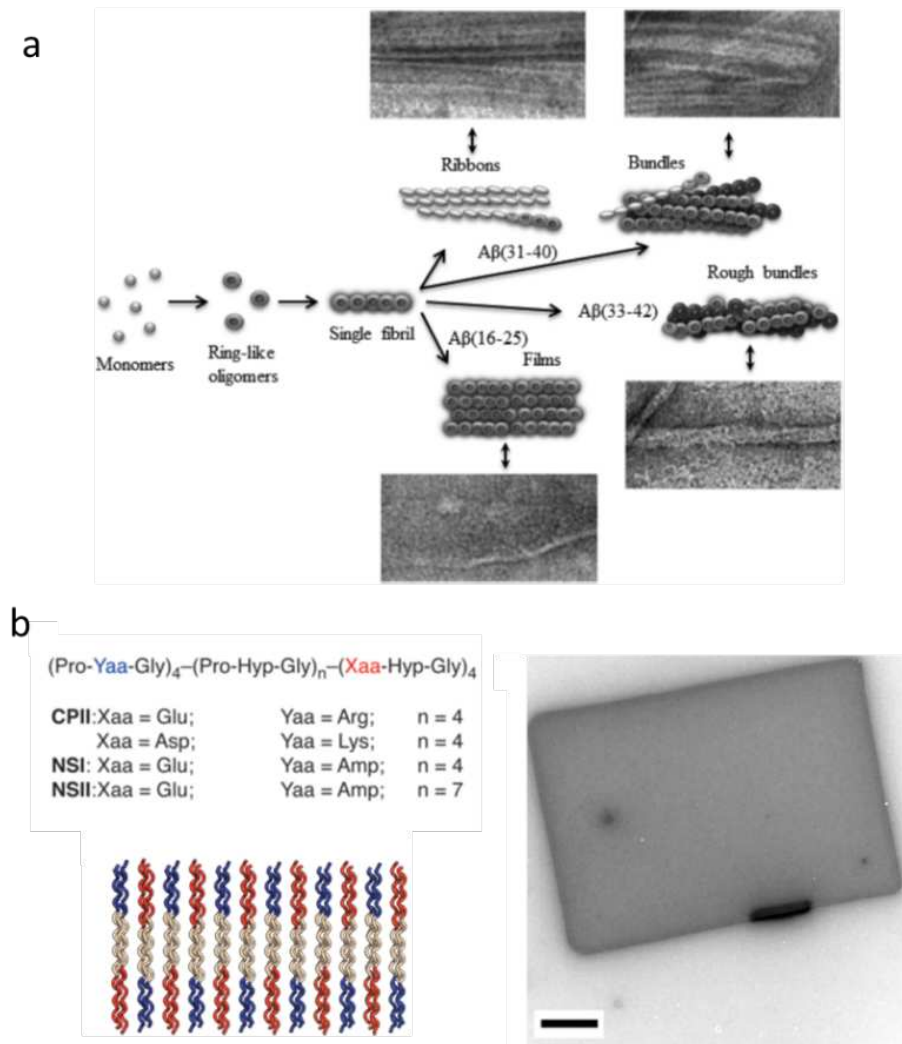 a
Ribbons
Bundles
Aβ(31-40)
Rough bundles
Monomers
Ring-like
oligomers
Single fibril
Aβ(33-42)
Aβ(16-25)
Films
b
(Pro-Yaa-Gly)4–(Pro-Hyp-Gly)n–(Xaa-Hyp-Gly)4
CPII:Xaa = Glu; Yaa = Arg; n = 4
Xaa = Asp; Yaa = Lys; n = 4
NSI: Xaa = Glu; Yaa = Amp; n = 4
NSII:Xaa = Glu; Yaa = Amp; n = 7